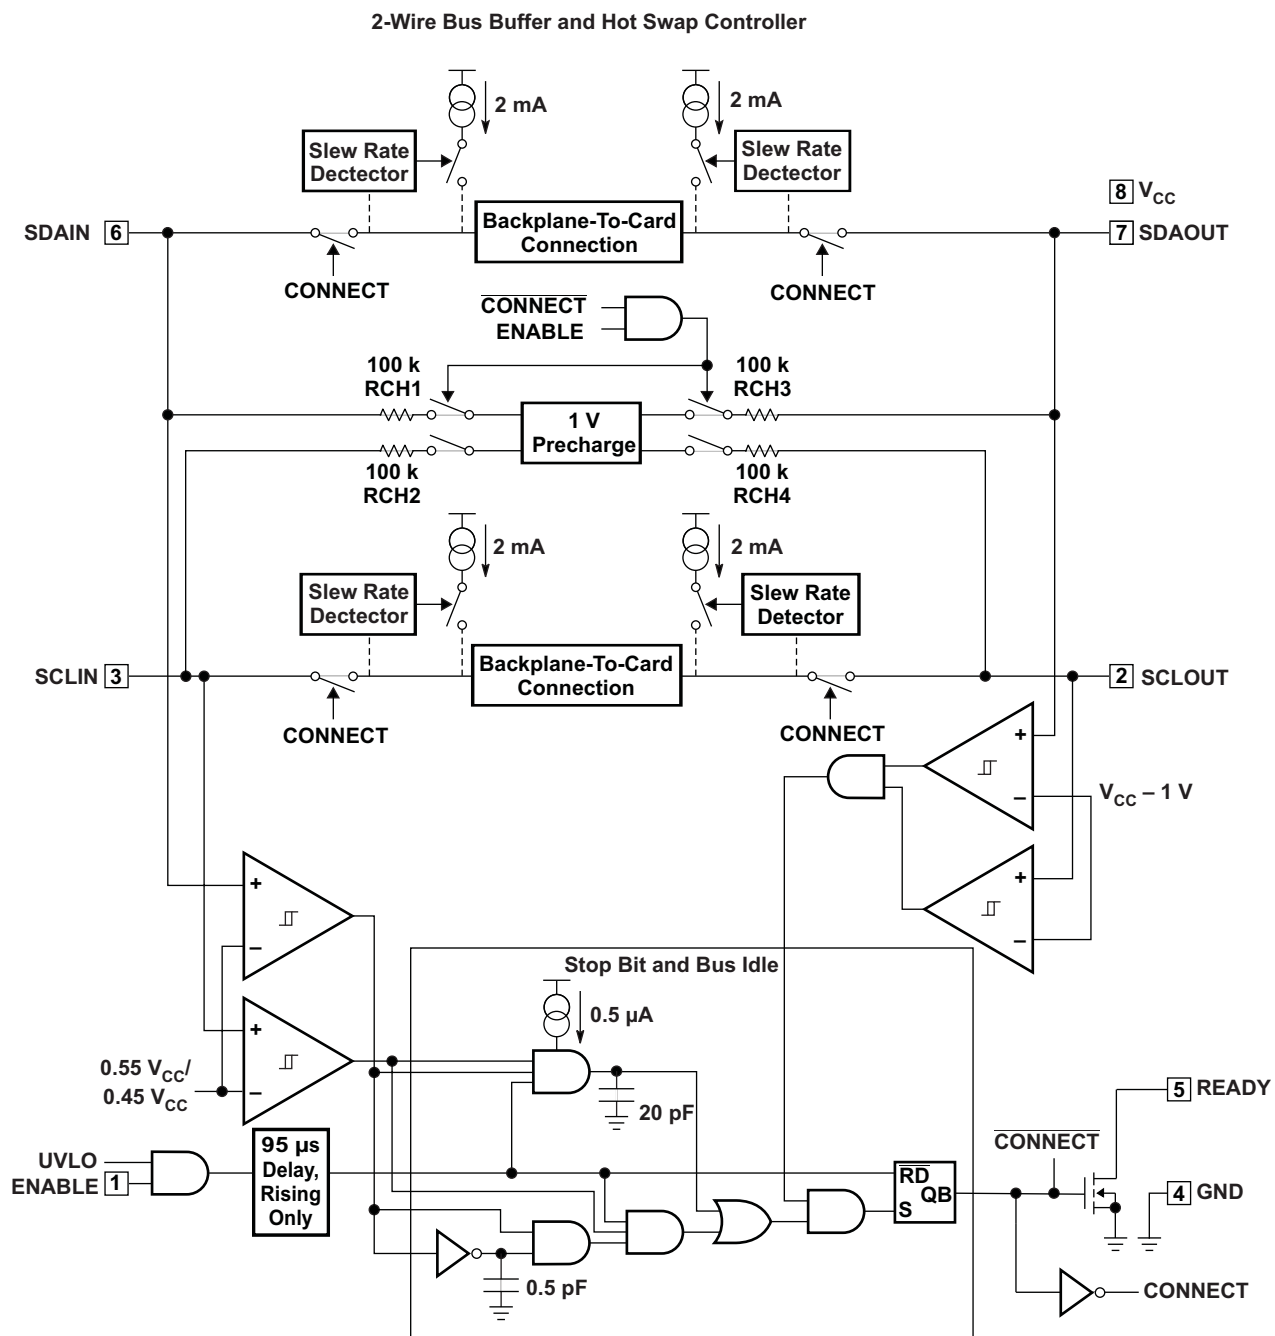 2-Wire Bus Buffer and Hot Swap Controller
2 mA
2 mA
Slew Rate
Dectector
Slew Rate
Dectector
8 VCC
SDAIN 6
Backplane-To-Card
Connection
7 SDAOUT
CONNECT
CONNECT
CONNECT
ENABLE
100 k
RCH1
100 k
RCH3
1 V
Precharge
100 k
RCH2
100 k
RCH4
2 mA
2 mA
Slew Rate
Dectector
Slew Rate
Detector
SCLIN 3
Backplane-To-Card
Connection
2 SCLOUT
CONNECT
CONNECT
+
–
VCC – 1 V
+
–
+
–
Stop Bit and Bus Idle
0.5 µA
+
–
0.55 VCC/
0.45 VCC
20 pF
5 READY
CONNECT
UVLO
ENABLE 1
95 µs
Delay,
Rising
Only
RD
QB
S
4 GND
0.5 pF
CONNECT